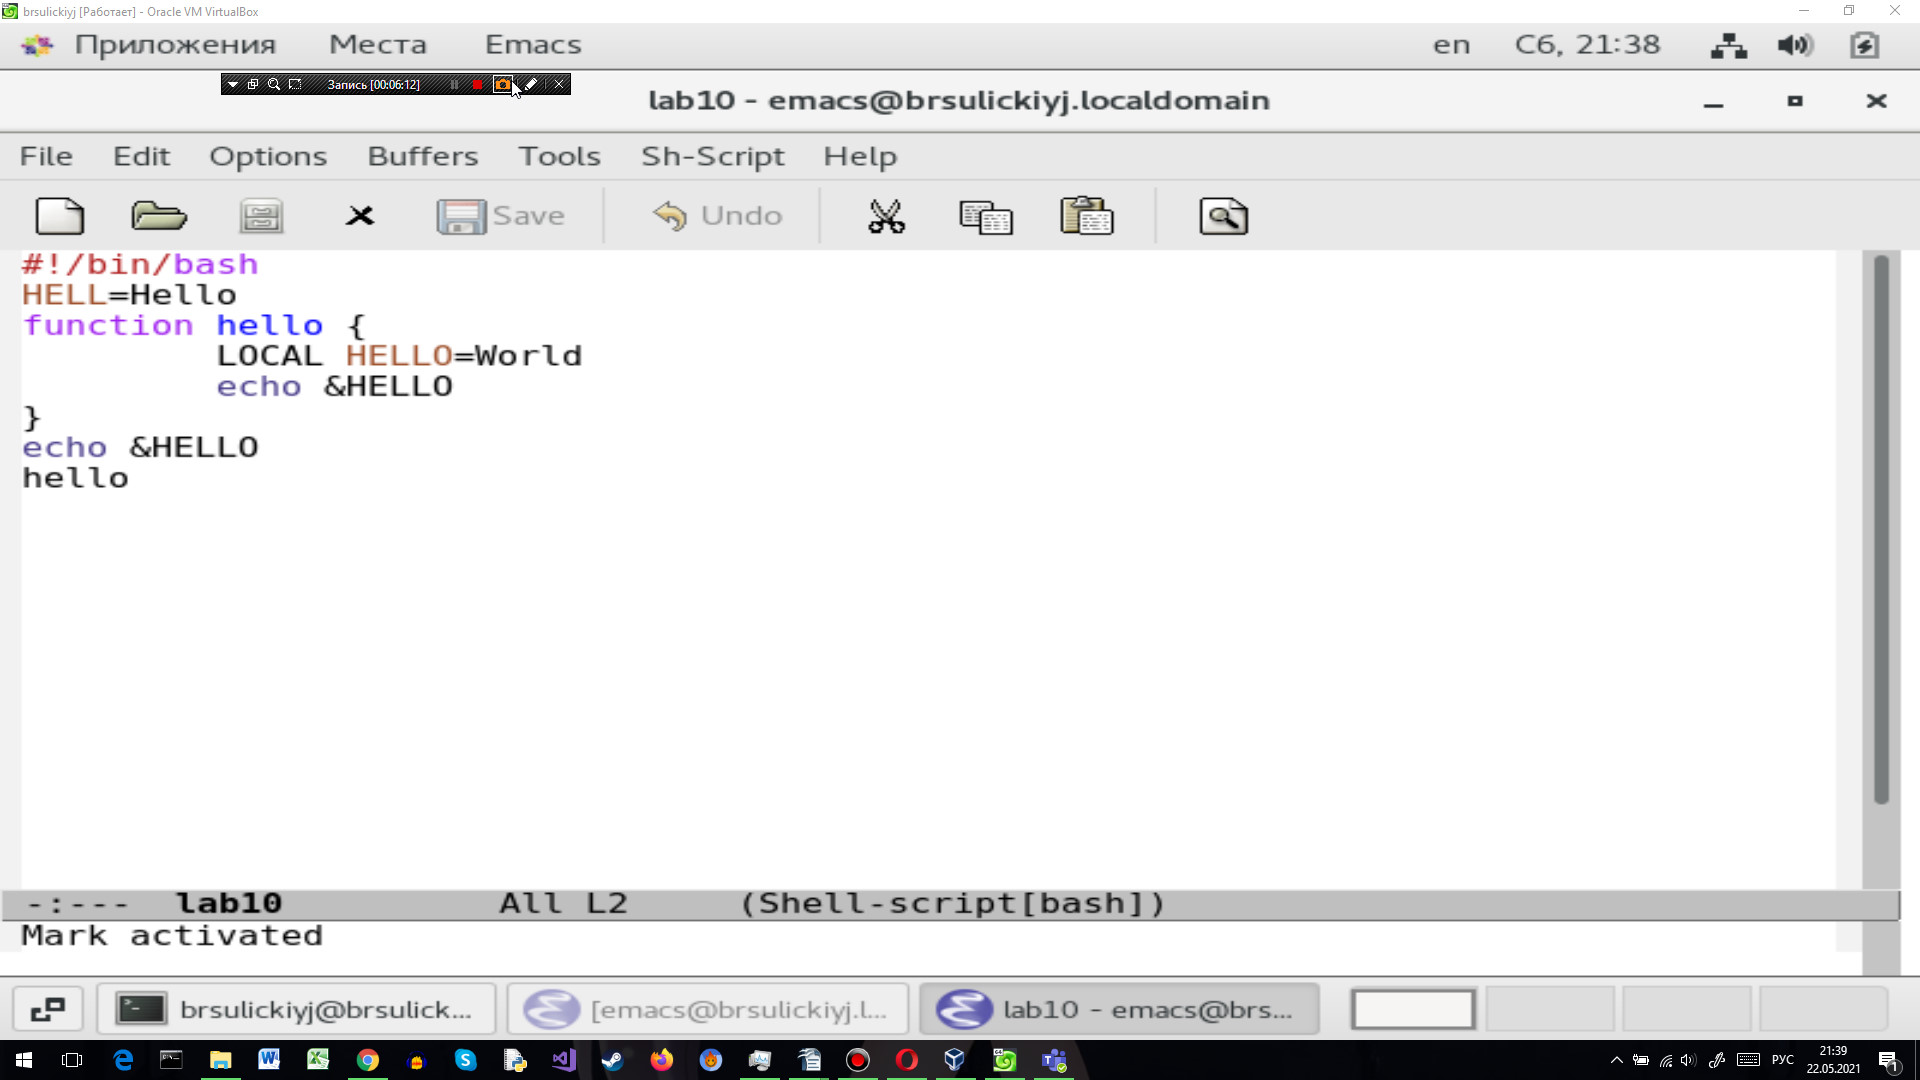 brsulickiyj [Работает] - Oracle VM VirtualBox
Приложения Места Emacs en Сб, 21:38
Запись [00:06:12]
lab10 - emacs@brsulickiyj.localdomain
File Edit Options Buffers Tools Sh-Script Help
Save Undo
#!/bin/bash
HELL=Hello
function hello {
LOCAL HELLO=World
echo &HELLO
}
echo &HELLO
hello
-:--- lab10 All L2 (Shell-script[bash])
Mark activated
brsulickiyj@brsulick... [emacs@brsulickiyj.l... lab10 - emacs@brs...
РУС 21:39
22.05.2021